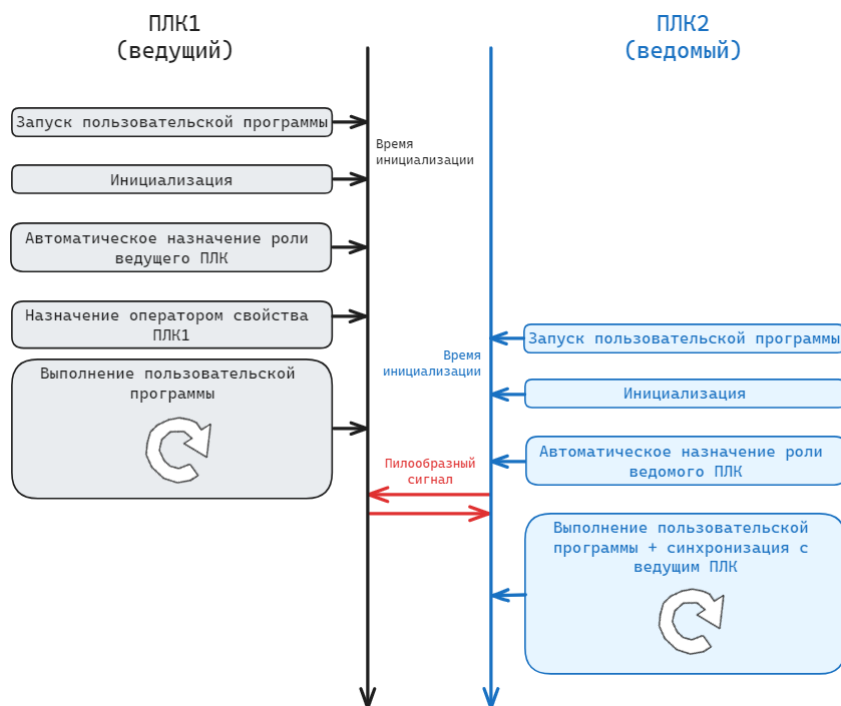 ПЛК1
(ведущий)
ПЛК2
(ведомый)
Запуск пользовательской программы
Время
инициализации
Инициализация
Автоматическое назначение роли
ведущего ПЛК
Назначение оператором свойства
ПЛК1
Запуск пользовательской программы
Время
инициализации
Выполнение пользовательской
программы
Инициализация
Автоматическое назначение роли
ведомого ПЛК
Пилообразный
сигнал
Выполнение пользовательской
программы + синхронизация с
ведущим ПЛК